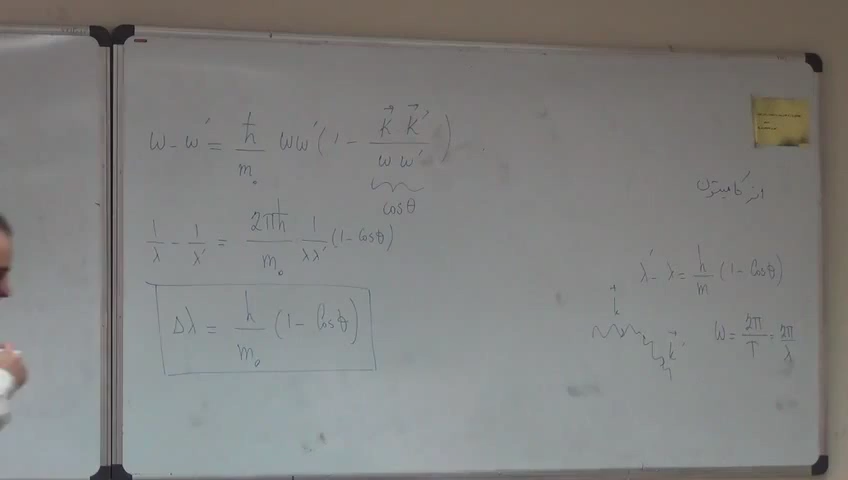 ω - ω' = ħ/m₀ ωω' (1 - K⃗ . K⃗'/ω ω')
cosθ
1/λ - 1/λ' = 2πħ/m₀ 1/λλ' (1 - Cosθ)
Δλ = h/m₀ (1 - Cosθ)
اثر کامپتون
λ' - λ = h/m (1 - Cosθ)
k⃗
k⃗'
ω = 2π/T = 2π/λ